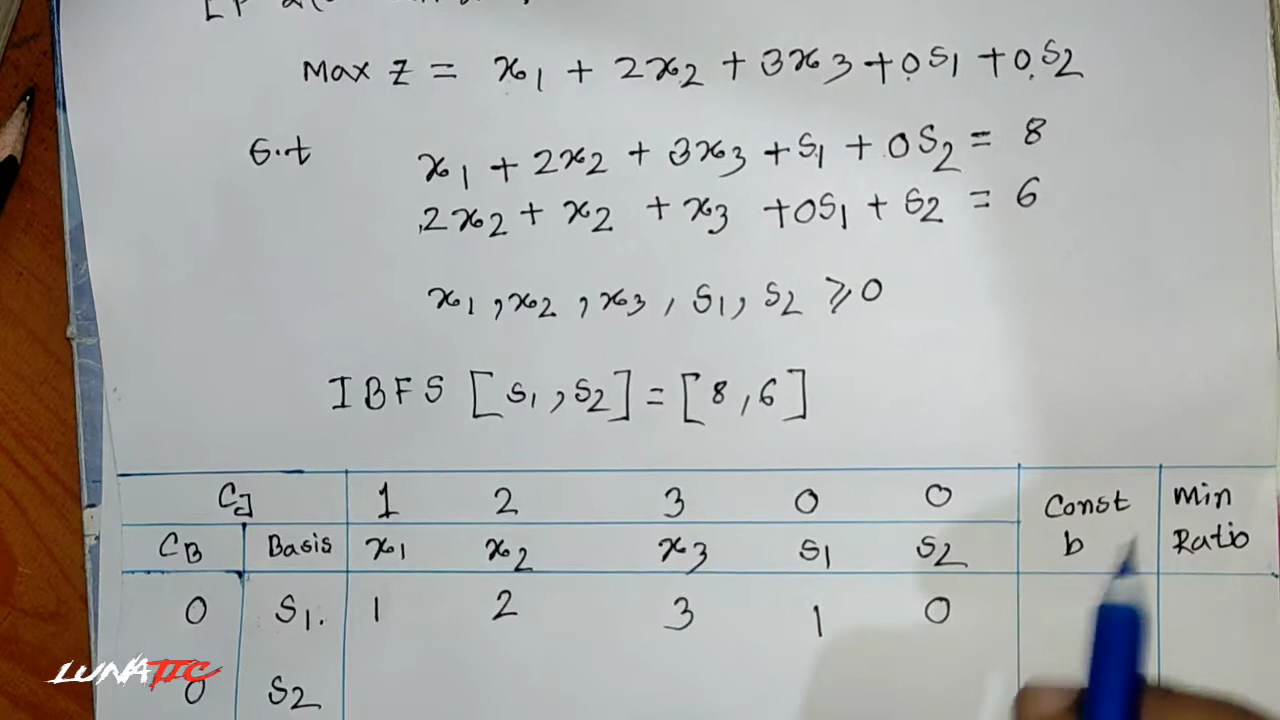 Max Z = x1 + 2x2 + 3x3 + 0S1 + 0.S2
S.t x1 + 2x2 + 3x3 + S1 + 0S2 = 8
2x2 + x2 + x3 + 0S1 + S2 = 6
x1, x2, x3, S1, S2 ⩾ 0
IBFS [S1, S2] = [8, 6]
CJ 1 2 3 0 0 Const b Min Ratio
CB Basis x1 x2 x3 S1 S2
0 S1. 1 2 3 1 0
0 S2
LUNATIC